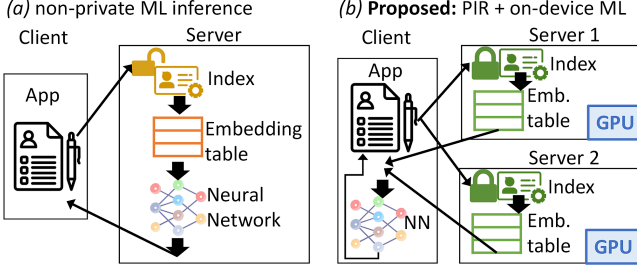 (a) non-private ML inference
Client
Server
App
Index
Embedding
table
Neural
Network
(b) Proposed: PIR + on-device ML
Client
Server 1
App
Index
Emb.
table
GPU
Server 2
Index
NN
Emb.
table
GPU